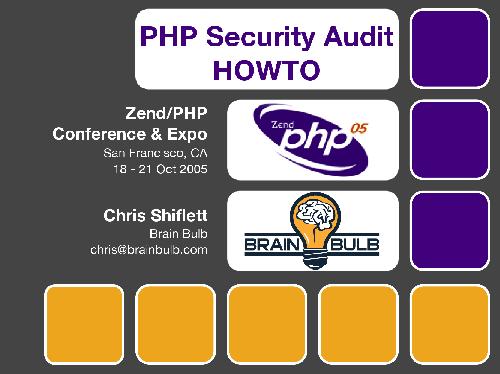 PHP Security Audit
HOWTO
Zend/PHP
Conference & Expo
San Francisco, CA
18 - 21 Oct 2005
Zend
php 05
Chris Shiflett
Brain Bulb
chris@brainbulb.com
BRAIN BULB